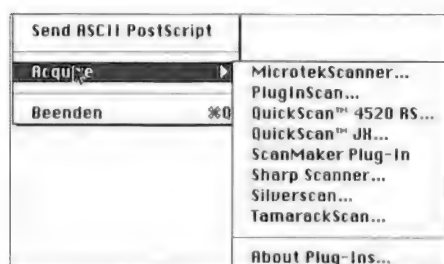 Send ASCII PostScript
Acquire
Beenden ⌘Q
MicrotekScanner...
PlugInScan...
QuickScan™ 4520 RS...
QuickScan™ JX...
ScanMaker Plug-In
Sharp Scanner...
Silverscan...
TamarackScan...
About Plug-Ins...